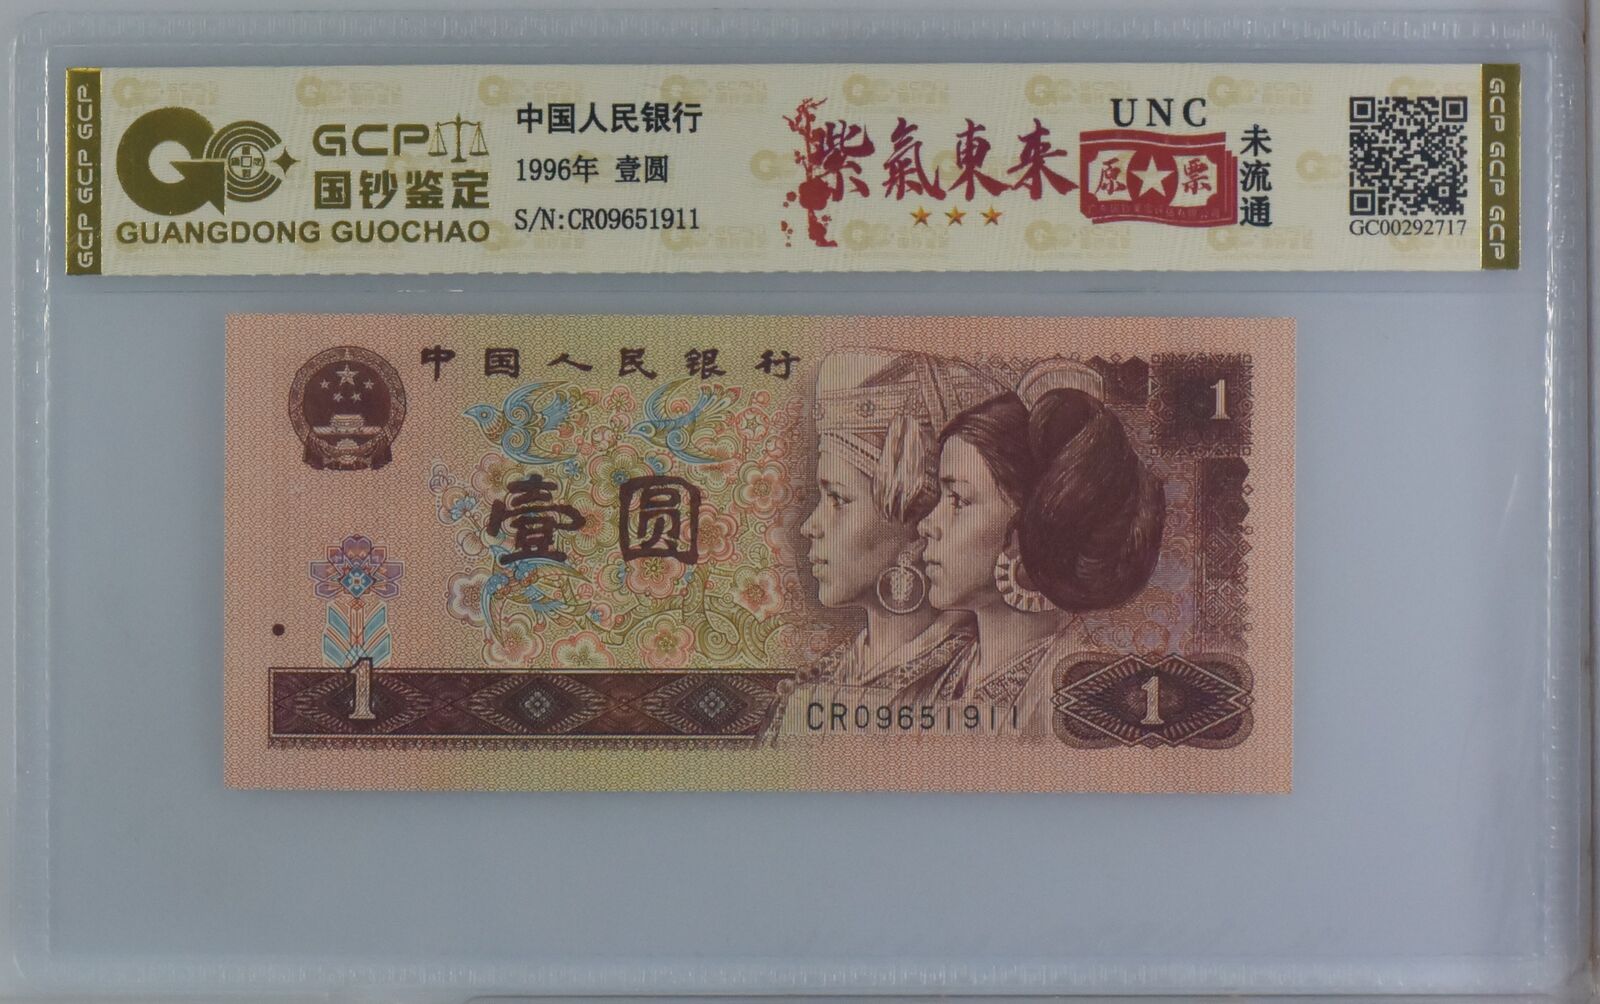 GCP GCP GCP
GCP
国钞鉴定
GUANGDONG GUOCHAO
中国人民银行
1996年 壹圆
S/N:CR09651911
紫氣東来
UNC
原票
未流通
GC00292717
GCP GCP GCP
中国人民银行
1
壹圆
1
CR09651911
1